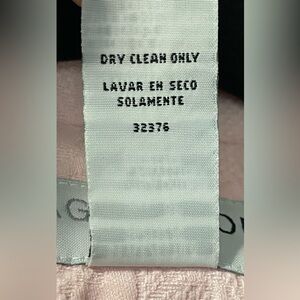 DRY CLEAN ONLY
LAVAR EN SECO
SOLAMENTE
32376